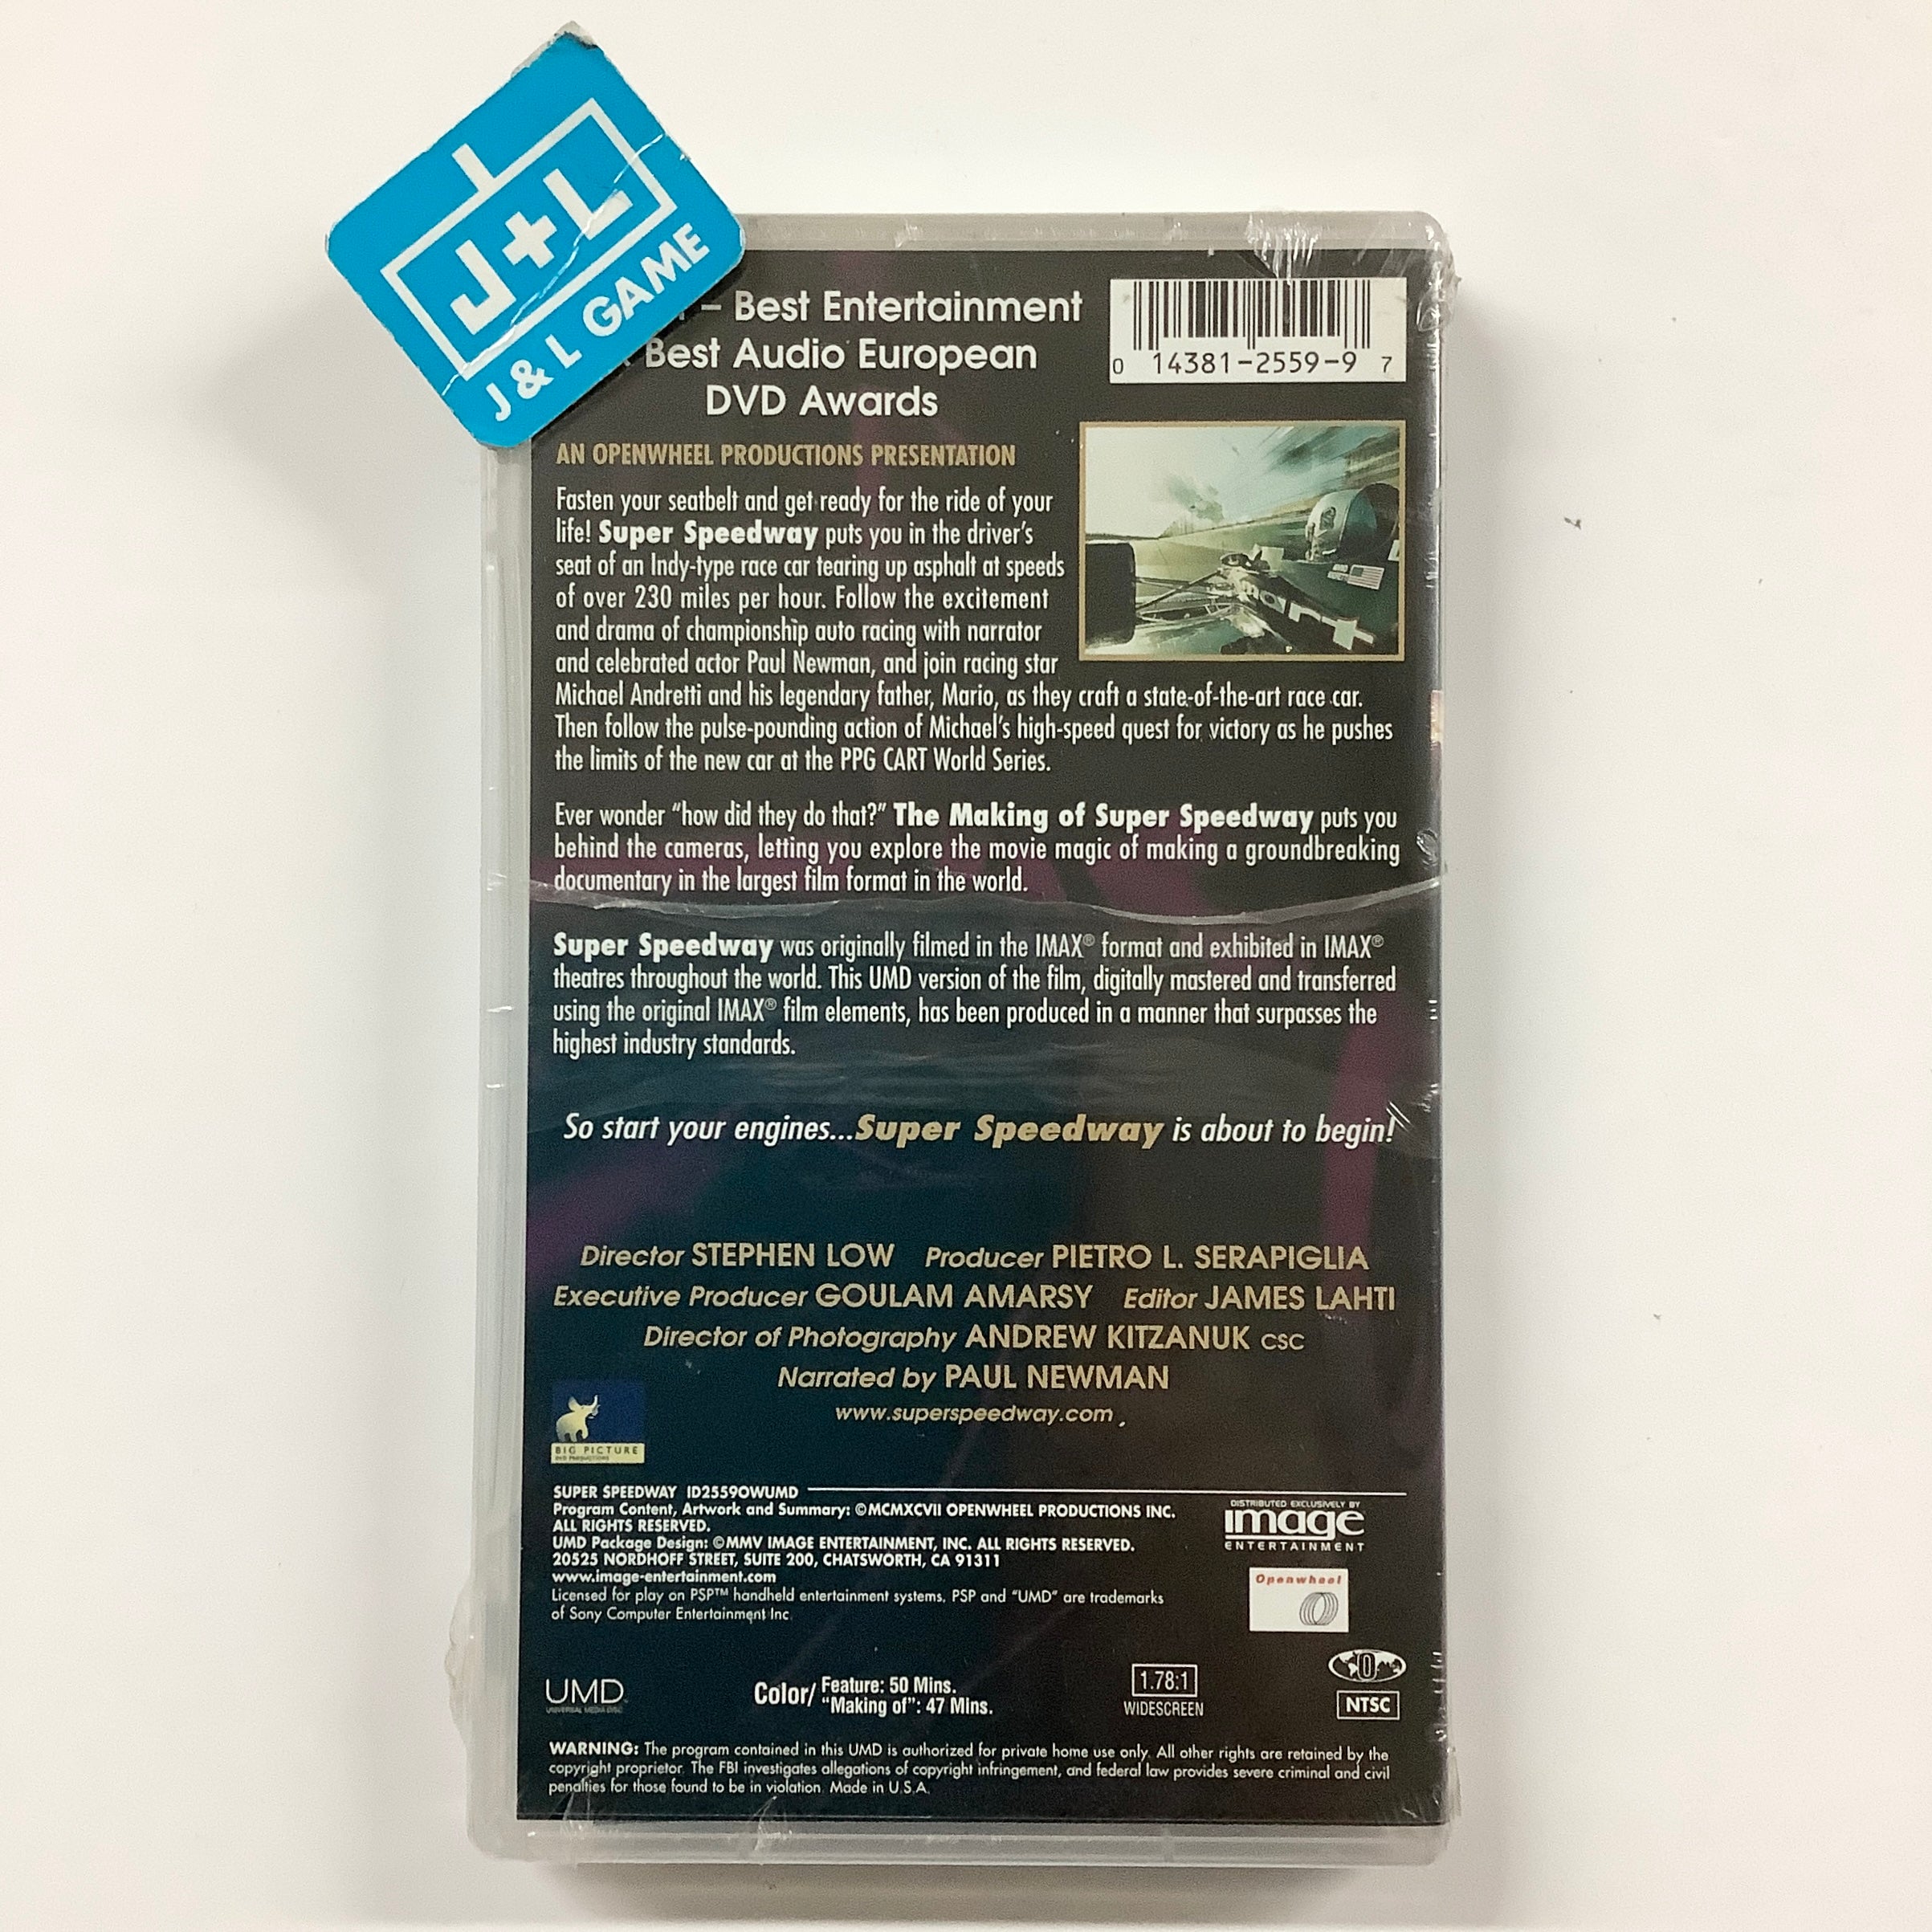 J+L
J & L GAME
– Best Entertainment
Best Audio European
DVD Awards
0 14381-2559-9 7
AN OPENWHEEL PRODUCTIONS PRESENTATION
Fasten your seatbelt and get ready for the ride of your
life! Super Speedway puts you in the driver's
seat of an Indy-type race car tearing up asphalt at speeds
of over 230 miles per hour. Follow the excitement
and drama of championship auto racing with narrator
and celebrated actor Paul Newman, and join racing star
Michael Andretti and his legendary father, Mario, as they craft a state-of-the-art race car.
Then follow the pulse-pounding action of Michael's high-speed quest for victory as he pushes
the limits of the new car at the PPG CART World Series.
Ever wonder “how did they do that?” The Making of Super Speedway puts you
behind the cameras, letting you explore the movie magic of making a groundbreaking
documentary in the largest film format in the world.
Super Speedway was originally filmed in the IMAX® format and exhibited in IMAX®
theatres throughout the world. This UMD version of the film, digitally mastered and transferred
using the original IMAX® film elements, has been produced in a manner that surpasses the
highest industry standards.
So start your engines...Super Speedway is about to begin!
Director STEPHEN LOW Producer PIETRO L. SERAPIGLIA
Executive Producer GOULAM AMARSY Editor JAMES LAHTI
Director of Photography ANDREW KITZANUK CSC
Narrated by PAUL NEWMAN
www.superspeedway.com
BIG PICTURE
DVD PRODUCTIONS
SUPER SPEEDWAY ID2559OWUMD
Program Content, Artwork and Summary: ©MCMXCVII OPENWHEEL PRODUCTIONS INC.
ALL RIGHTS RESERVED.
UMD Package Design: ©MMV IMAGE ENTERTAINMENT, INC. ALL RIGHTS RESERVED.
20525 NORDHOFF STREET, SUITE 200, CHATSWORTH, CA 91311
www.image-entertainment.com
Licensed for play on PSP™ handheld entertainment systems. PSP and “UMD” are trademarks
of Sony Computer Entertainment Inc.
DISTRIBUTED EXCLUSIVELY BY
image
ENTERTAINMENT
Openwheel
UMD
UNIVERSAL MEDIA DISC
Color/ Feature: 50 Mins.
“Making of”: 47 Mins.
1.78:1
WIDESCREEN
0
NTSC
WARNING: The program contained in this UMD is authorized for private home use only. All other rights are retained by the
copyright proprietor. The FBI investigates allegations of copyright infringement, and federal law provides severe criminal and civil
penalties for those found to be in violation. Made in U.S.A.